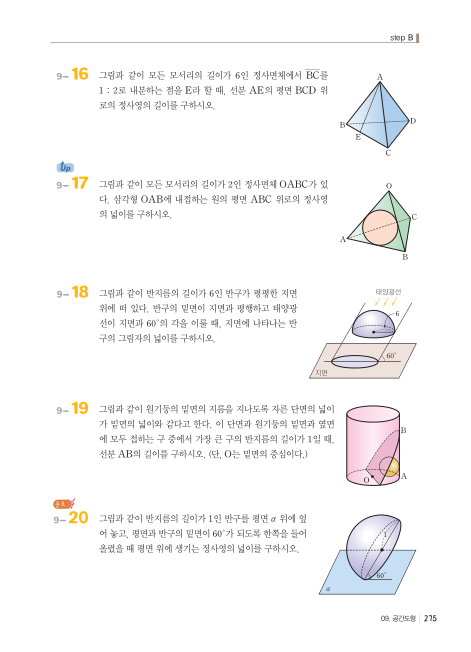 step B
9- 16 그림과 같이 모든 모서리의 길이가 6인 정사면체에서 BC를
1 : 2로 내분하는 점을 E라 할 때, 선분 AE의 평면 BCD 위
로의 정사영의 길이를 구하시오.
A
B
D
E
C
Up
9- 17 그림과 같이 모든 모서리의 길이가 2인 정사면체 OABC가 있
다. 삼각형 OAB에 내접하는 원의 평면 ABC 위로의 정사영
의 넓이를 구하시오.
O
C
A
B
9- 18 그림과 같이 반지름의 길이가 6인 반구가 평평한 지면
위에 떠 있다. 반구의 밑면이 지면과 평행하고 태양광
선이 지면과 60°의 각을 이룰 때, 지면에 나타나는 반
구의 그림자의 넓이를 구하시오.
태양광선
6
60°
지면
9- 19 그림과 같이 원기둥의 밑면의 지름을 지나도록 자른 단면의 넓이
가 밑면의 넓이와 같다고 한다. 이 단면과 원기둥의 밑면과 옆면
에 모두 접하는 구 중에서 가장 큰 구의 반지름의 길이가 1일 때,
선분 AB의 길이를 구하시오. (단, O는 밑면의 중심이다.)
B
O
A
중요
9- 20 그림과 같이 반지름의 길이가 1인 반구를 평면 α 위에 엎
어 놓고, 평면과 반구의 밑면이 60°가 되도록 한쪽을 들어
올렸을 때 평면 위에 생기는 정사영의 넓이를 구하시오.
1
60°
α
09. 공간도형 275